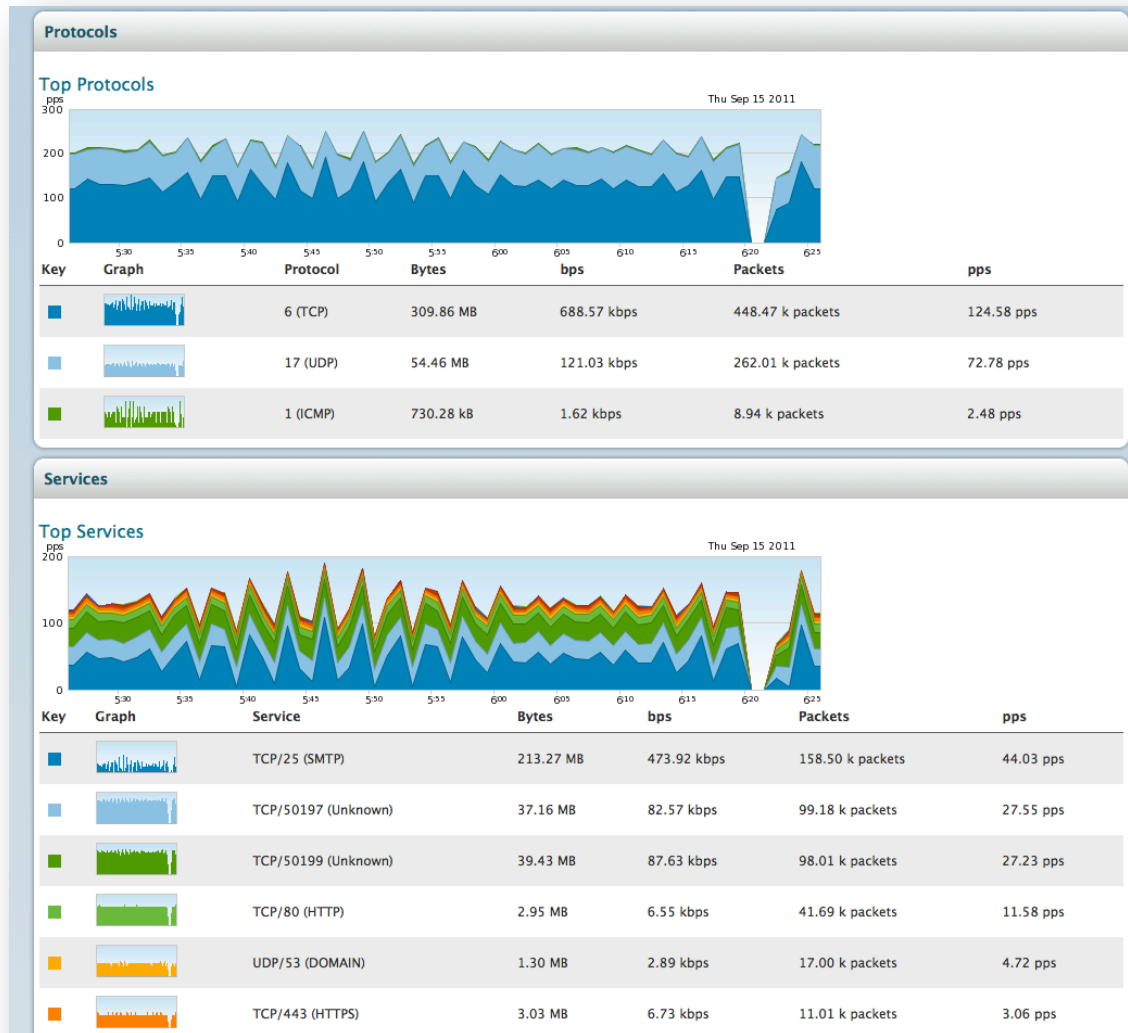 Protocols
Top Protocols
pps
Thu Sep 15 2011
300
200
100
0
5:30 5:35 5:40 5:45 5:50 5:55 6:00 6:05 6:10 6:15 6:20 6:25
Key Graph Protocol Bytes bps Packets pps
6 (TCP) 309.86 MB 688.57 kbps 448.47 k packets 124.58 pps
17 (UDP) 54.46 MB 121.03 kbps 262.01 k packets 72.78 pps
1 (ICMP) 730.28 kB 1.62 kbps 8.94 k packets 2.48 pps
Services
Top Services
pps
Thu Sep 15 2011
200
100
0
5:30 5:35 5:40 5:45 5:50 5:55 6:00 6:05 6:10 6:15 6:20 6:25
Key Graph Service Bytes bps Packets pps
TCP/25 (SMTP) 213.27 MB 473.92 kbps 158.50 k packets 44.03 pps
TCP/50197 (Unknown) 37.16 MB 82.57 kbps 99.18 k packets 27.55 pps
TCP/50199 (Unknown) 39.43 MB 87.63 kbps 98.01 k packets 27.23 pps
TCP/80 (HTTP) 2.95 MB 6.55 kbps 41.69 k packets 11.58 pps
UDP/53 (DOMAIN) 1.30 MB 2.89 kbps 17.00 k packets 4.72 pps
TCP/443 (HTTPS) 3.03 MB 6.73 kbps 11.01 k packets 3.06 pps